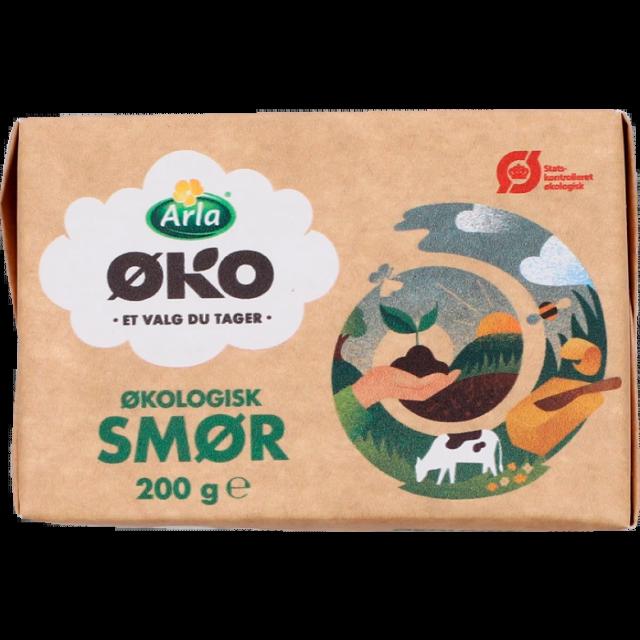 Arla®
ØKO
• ET VALG DU TAGER •
ØKOLOGISK
SMØR
200 g ℮
Ø
Stats-
kontrolleret
økologisk